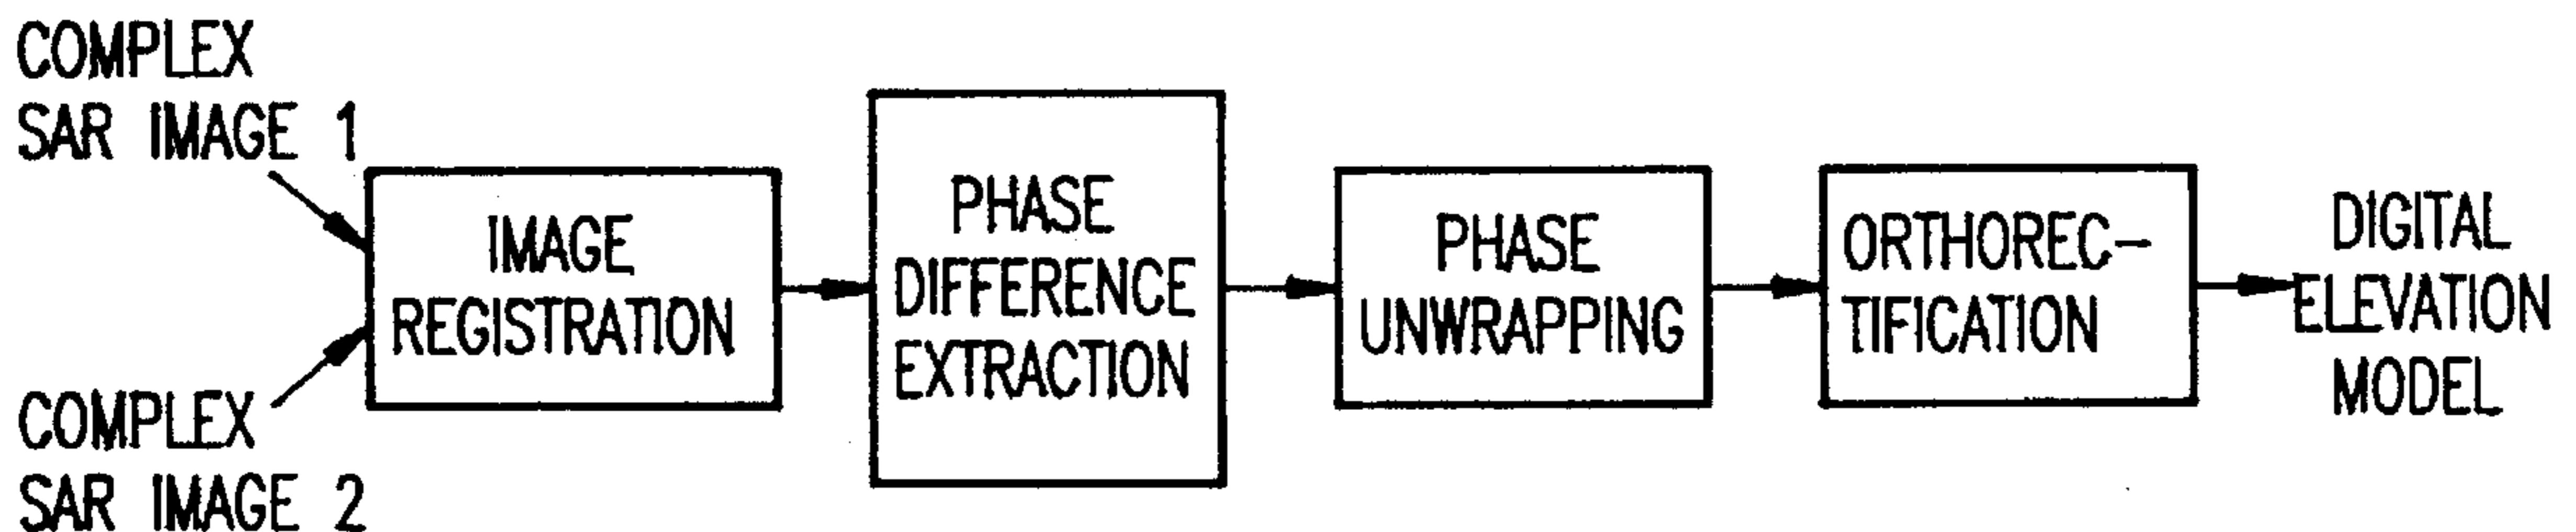 COMPLEX
SAR IMAGE 1
COMPLEX
SAR IMAGE 2
IMAGE
REGISTRATION
PHASE
DIFFERENCE
EXTRACTION
PHASE
UNWRAPPING
ORTHOREC-
TIFICATION
DIGITAL
ELEVATION
MODEL